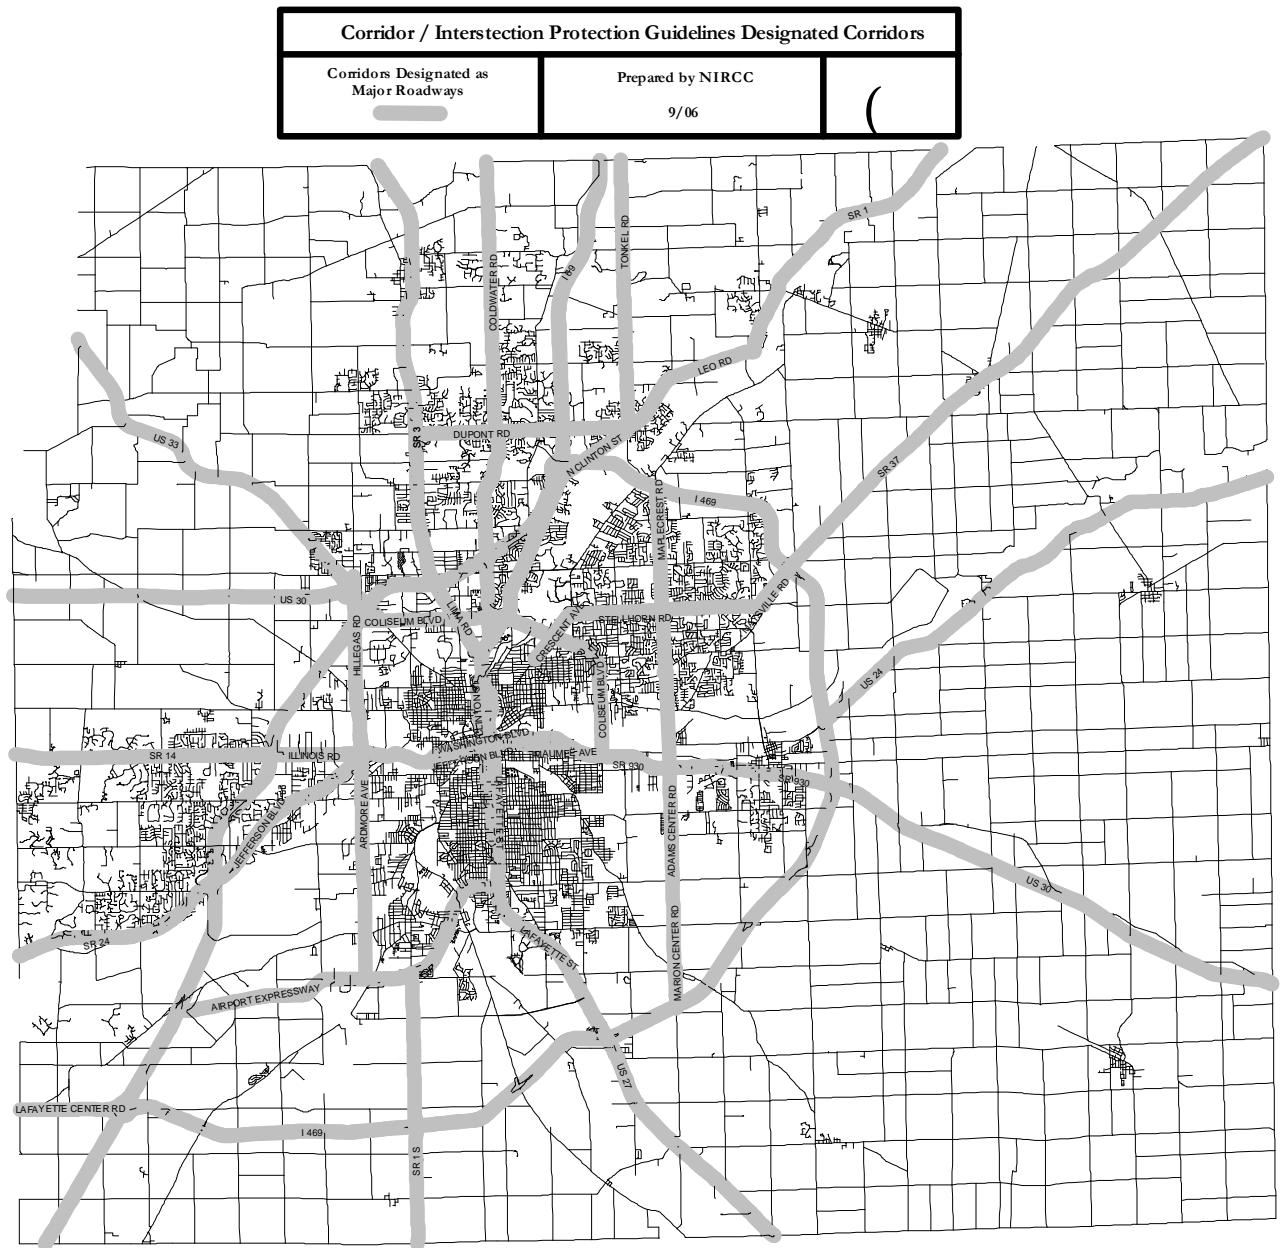 Corridor / Interstection Protection Guidelines Designated Corridors
Corridors Designated as
Major Roadways
Prepared by NIRCC
9/06
(
SR 1
TONKEL RD
COLDWATER RD
I 69
LEO RD
US 33
SR 3
DUPONT RD
N CLINTON ST
SR 37
I 469
MAPLECREST RD
US 30
LIMA RD
COLISEUM BLVD
HILLEGAS RD
CRESCENT AVE
STELLHORN RD
US 24
COLISEUM BLVD
CLINTON ST
WASHINGTON BLVD
JEFFERSON BLVD
MAUMEE AVE
SR 14
ILLINOIS RD
SR 930
SR 930
ARDMORE AVE
LAFAYETTE ST
ADAMS CENTER RD
JEFFERSON BLVD
US 30
SR 24
LAFAYETTE ST
MARION CENTER RD
AIRPORT EXPRESSWAY
US 27
LAFAYETTE CENTER RD
I 469
SR 1 S